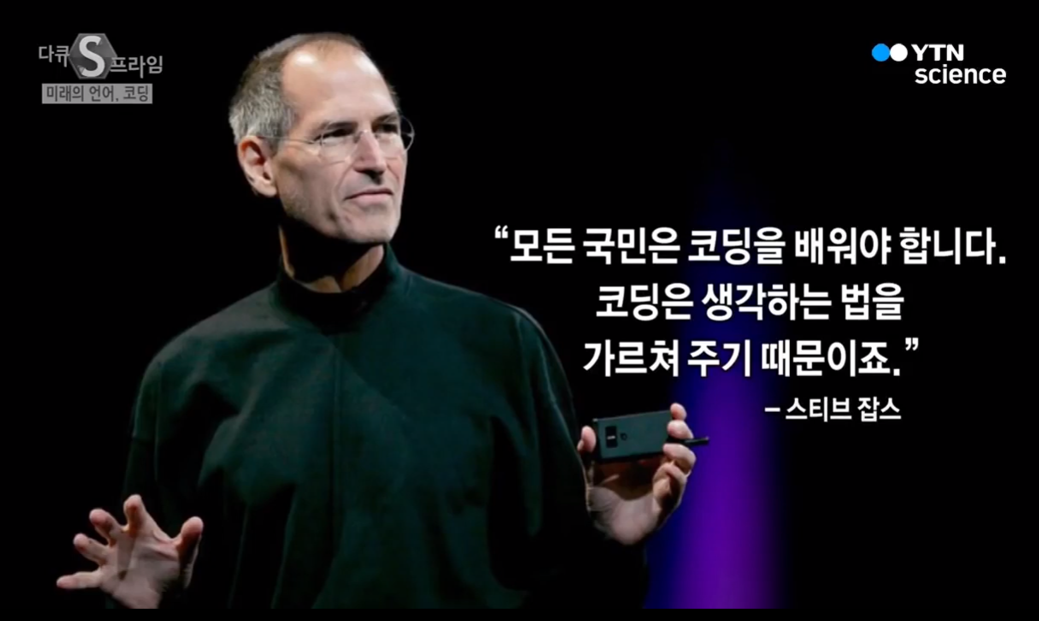 다큐S프라임
미래의 언어, 코딩
YTN
science
“모든 국민은 코딩을 배워야 합니다.
코딩은 생각하는 법을
가르쳐 주기 때문이죠.”
– 스티브 잡스